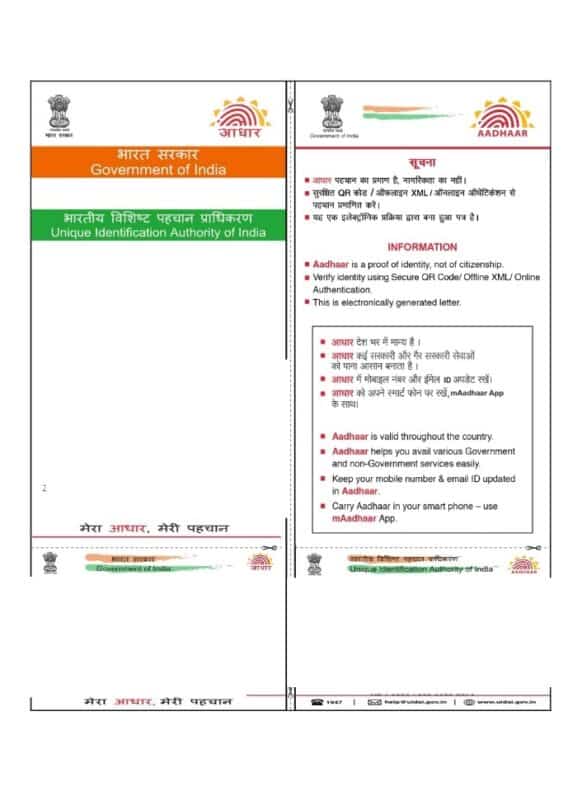 भारत सरकार
आधार
भारत सरकार
Government of India
भारतीय विशिष्ट पहचान प्राधिकरण
Unique Identification Authority of India
2
मेरा आधार, मेरी पहचान
Government of India
AADHAAR
सूचना
आधार पहचान का प्रमाण है, नागरिकता का नहीं।
सुरक्षित QR कोड / ऑफलाइन XML / ऑनलाइन ऑथेंटिकेशन से
पहचान प्रमाणित करें।
यह एक इलेक्ट्रॉनिक प्रक्रिया द्वारा बना हुआ पत्र है।
INFORMATION
Aadhaar is a proof of identity, not of citizenship.
Verify identity using Secure QR Code/ Offline XML/ Online
Authentication.
This is electronically generated letter.
आधार देश भर में मान्य है ।
आधार कई सरकारी और गैर सरकारी सेवाओं
को पाना आसान बनाता है ।
आधार में मोबाइल नंबर और ईमेल ID अपडेट रखें।
आधार को अपने स्मार्ट फोन पर रखें, mAadhaar App
के साथ।
Aadhaar is valid throughout the country.
Aadhaar helps you avail various Government
and non-Government services easily.
Keep your mobile number & email ID updated
in Aadhaar.
Carry Aadhaar in your smart phone – use
mAadhaar App.
भारत सरकार
Government of India
आधार
भारतीय विशिष्ट पहचान प्राधिकरण
Unique Identification Authority of India
AADHAAR
मेरा आधार, मेरी पहचान
1947 | help@uidai.gov.in | www.uidai.gov.in